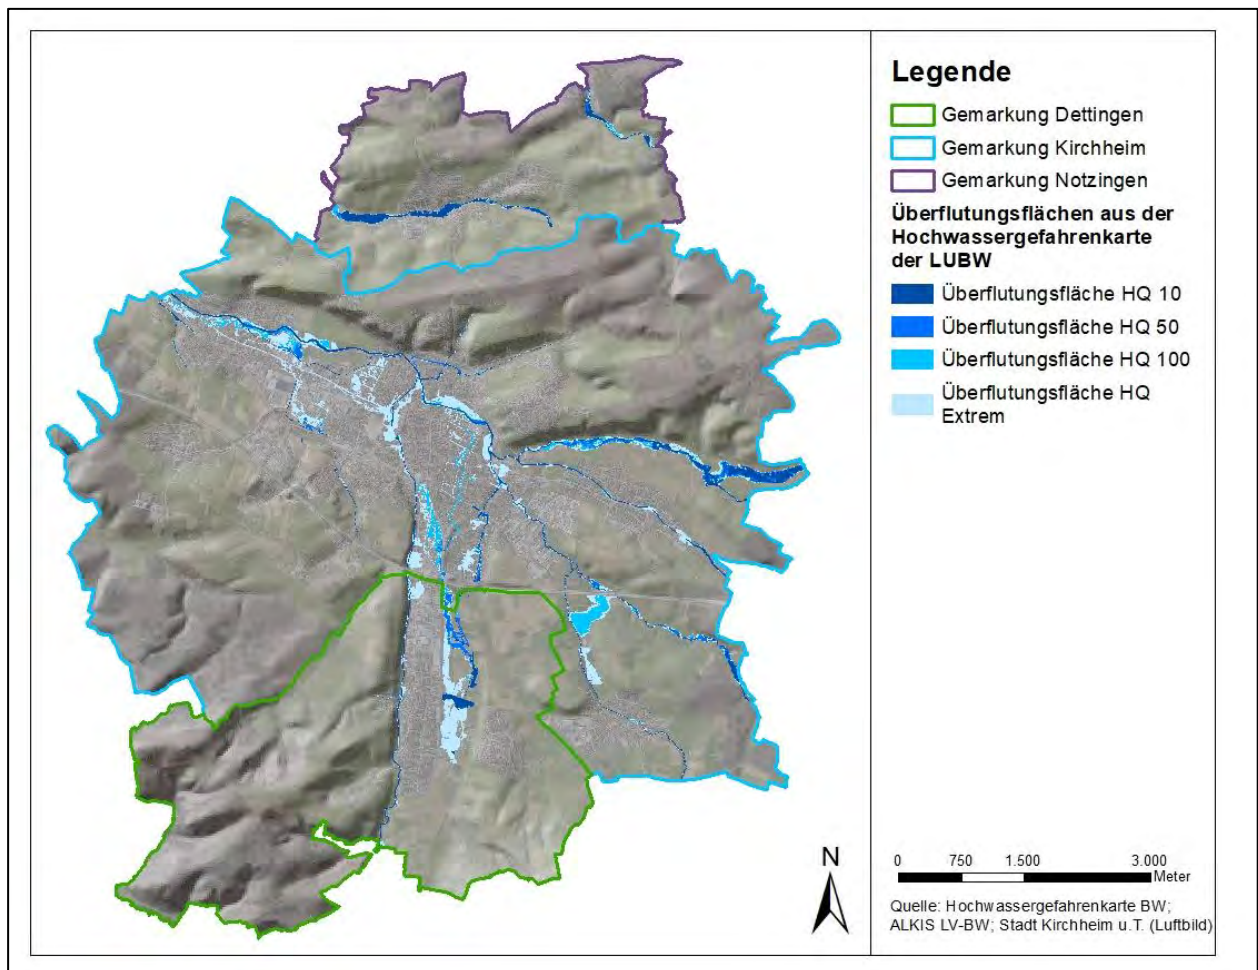 Legende
Gemarkung Dettingen
Gemarkung Kirchheim
Gemarkung Notzingen
Überflutungsflächen aus der
Hochwassergefahrenkarte
der LUBW
Überflutungsfläche HQ 10
Überflutungsfläche HQ 50
Überflutungsfläche HQ 100
Überflutungsfläche HQ
Extrem
N
0 750 1.500 3.000
Meter
Quelle: Hochwassergefahrenkarte BW;
ALKIS LV-BW; Stadt Kirchheim u.T. (Luftbild)